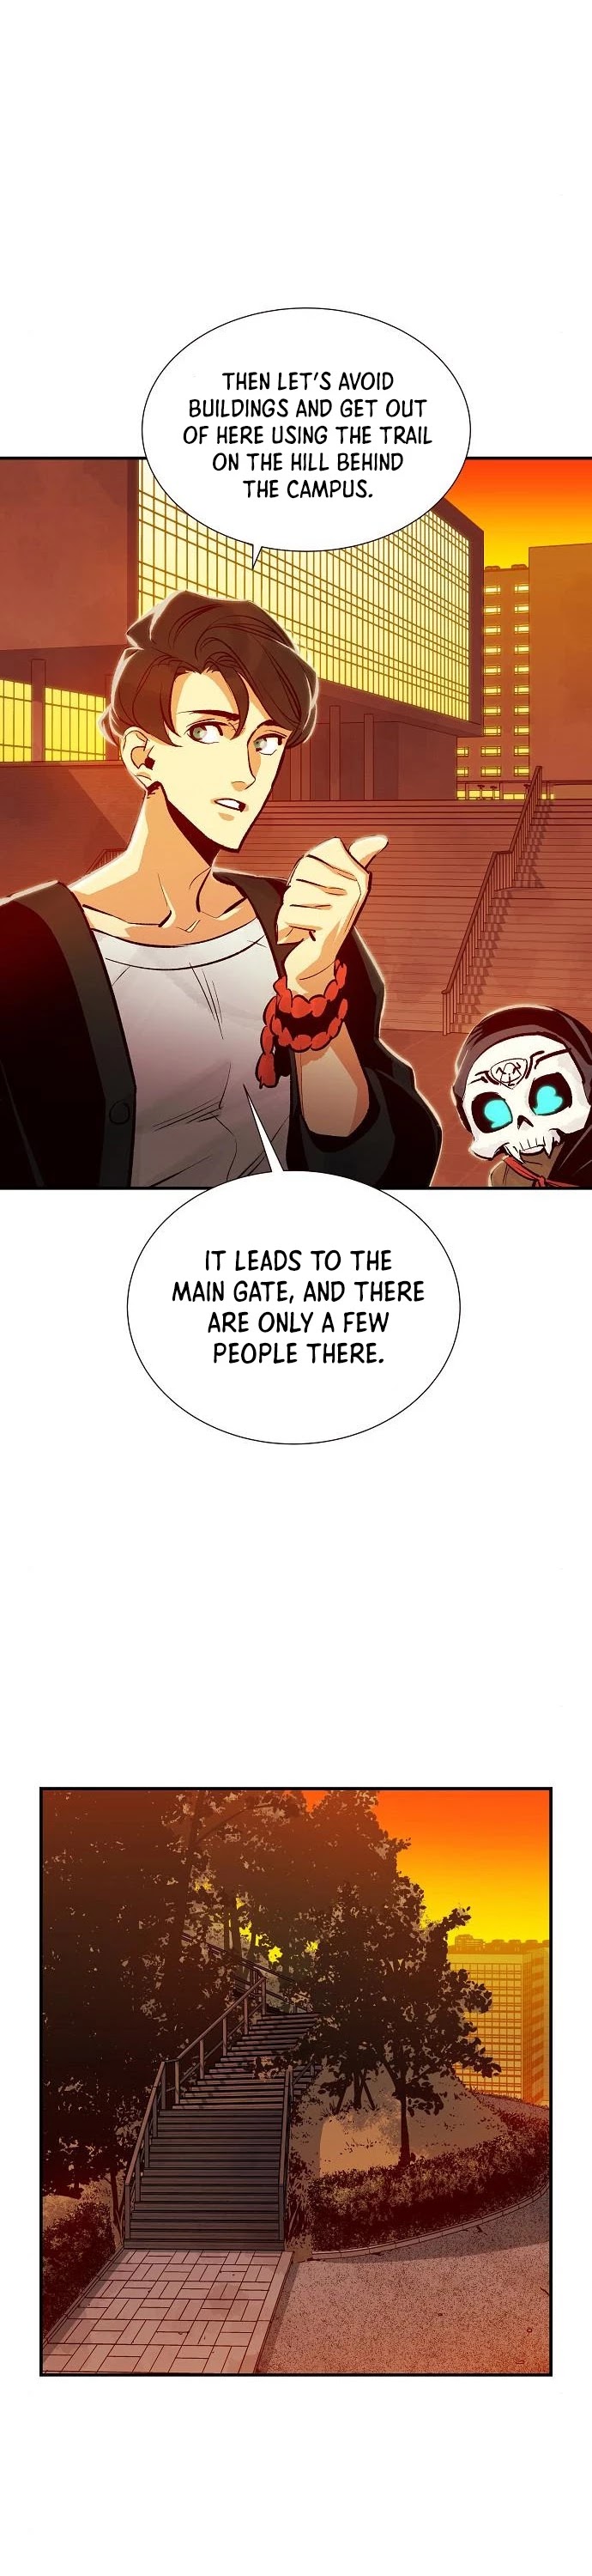 THEN LET'S AVOID
BUILDINGS AND GET OUT
OF HERE USING THE TRAIL
ON THE HILL BEHIND
THE CAMPUS.
IT LEADS TO THE
MAIN GATE, AND THERE
ARE ONLY A FEW
PEOPLE THERE.